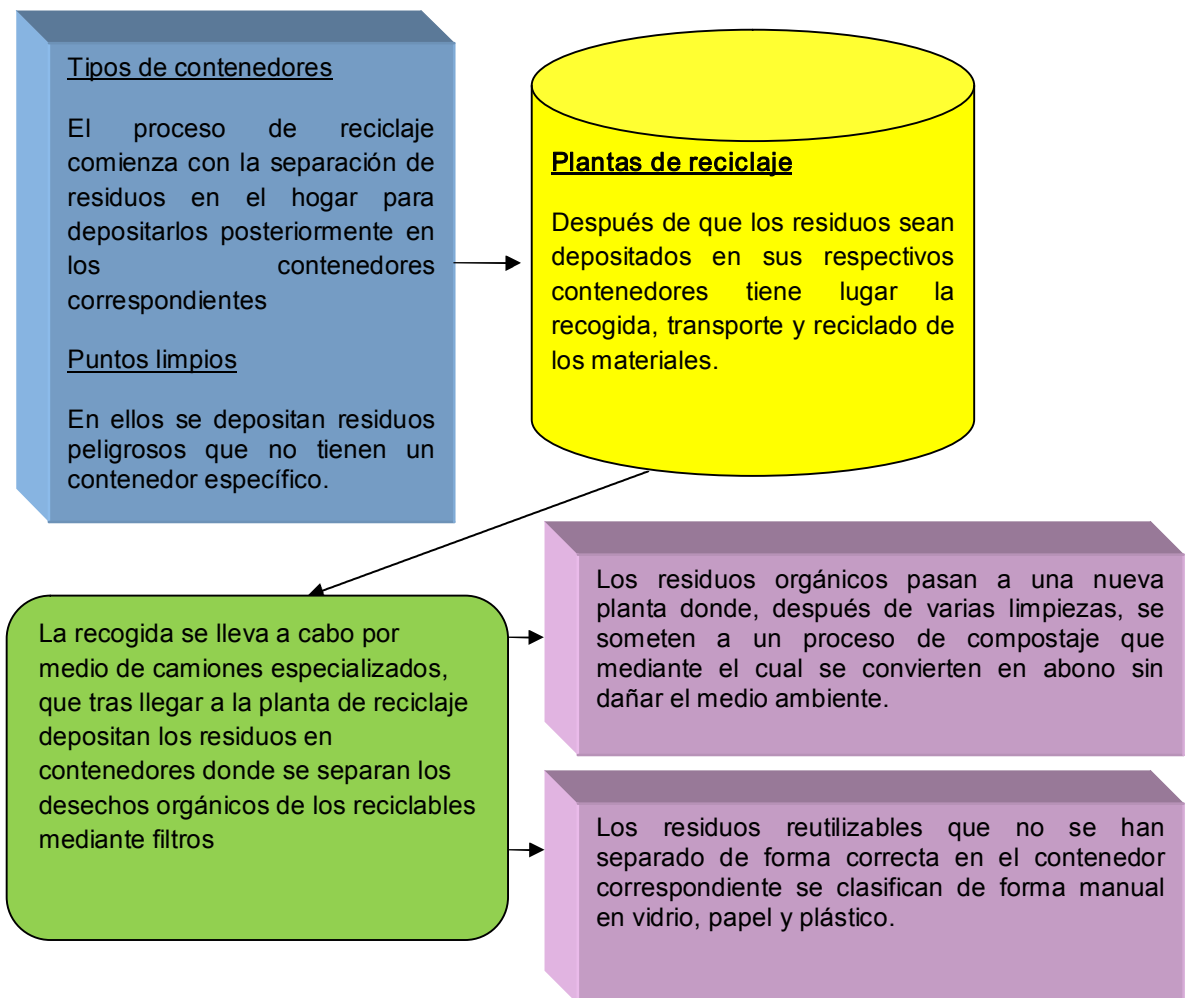 Tipos de contenedores
El proceso de reciclaje
comienza con la separación de
residuos en el hogar para
depositarlos posteriormente en
los contenedores
correspondientes
Puntos limpios
En ellos se depositan residuos
peligrosos que no tienen un
contenedor específico.
Plantas de reciclaje
Después de que los residuos sean
depositados en sus respectivos
contenedores tiene lugar la
recogida, transporte y reciclado de
los materiales.
La recogida se lleva a cabo por
medio de camiones especializados,
que tras llegar a la planta de reciclaje
depositan los residuos en
contenedores donde se separan los
desechos orgánicos de los reciclables
mediante filtros
Los residuos orgánicos pasan a una nueva
planta donde, después de varias limpiezas, se
someten a un proceso de compostaje que
mediante el cual se convierten en abono sin
dañar el medio ambiente.
Los residuos reutilizables que no se han
separado de forma correcta en el contenedor
correspondiente se clasifican de forma manual
en vidrio, papel y plástico.